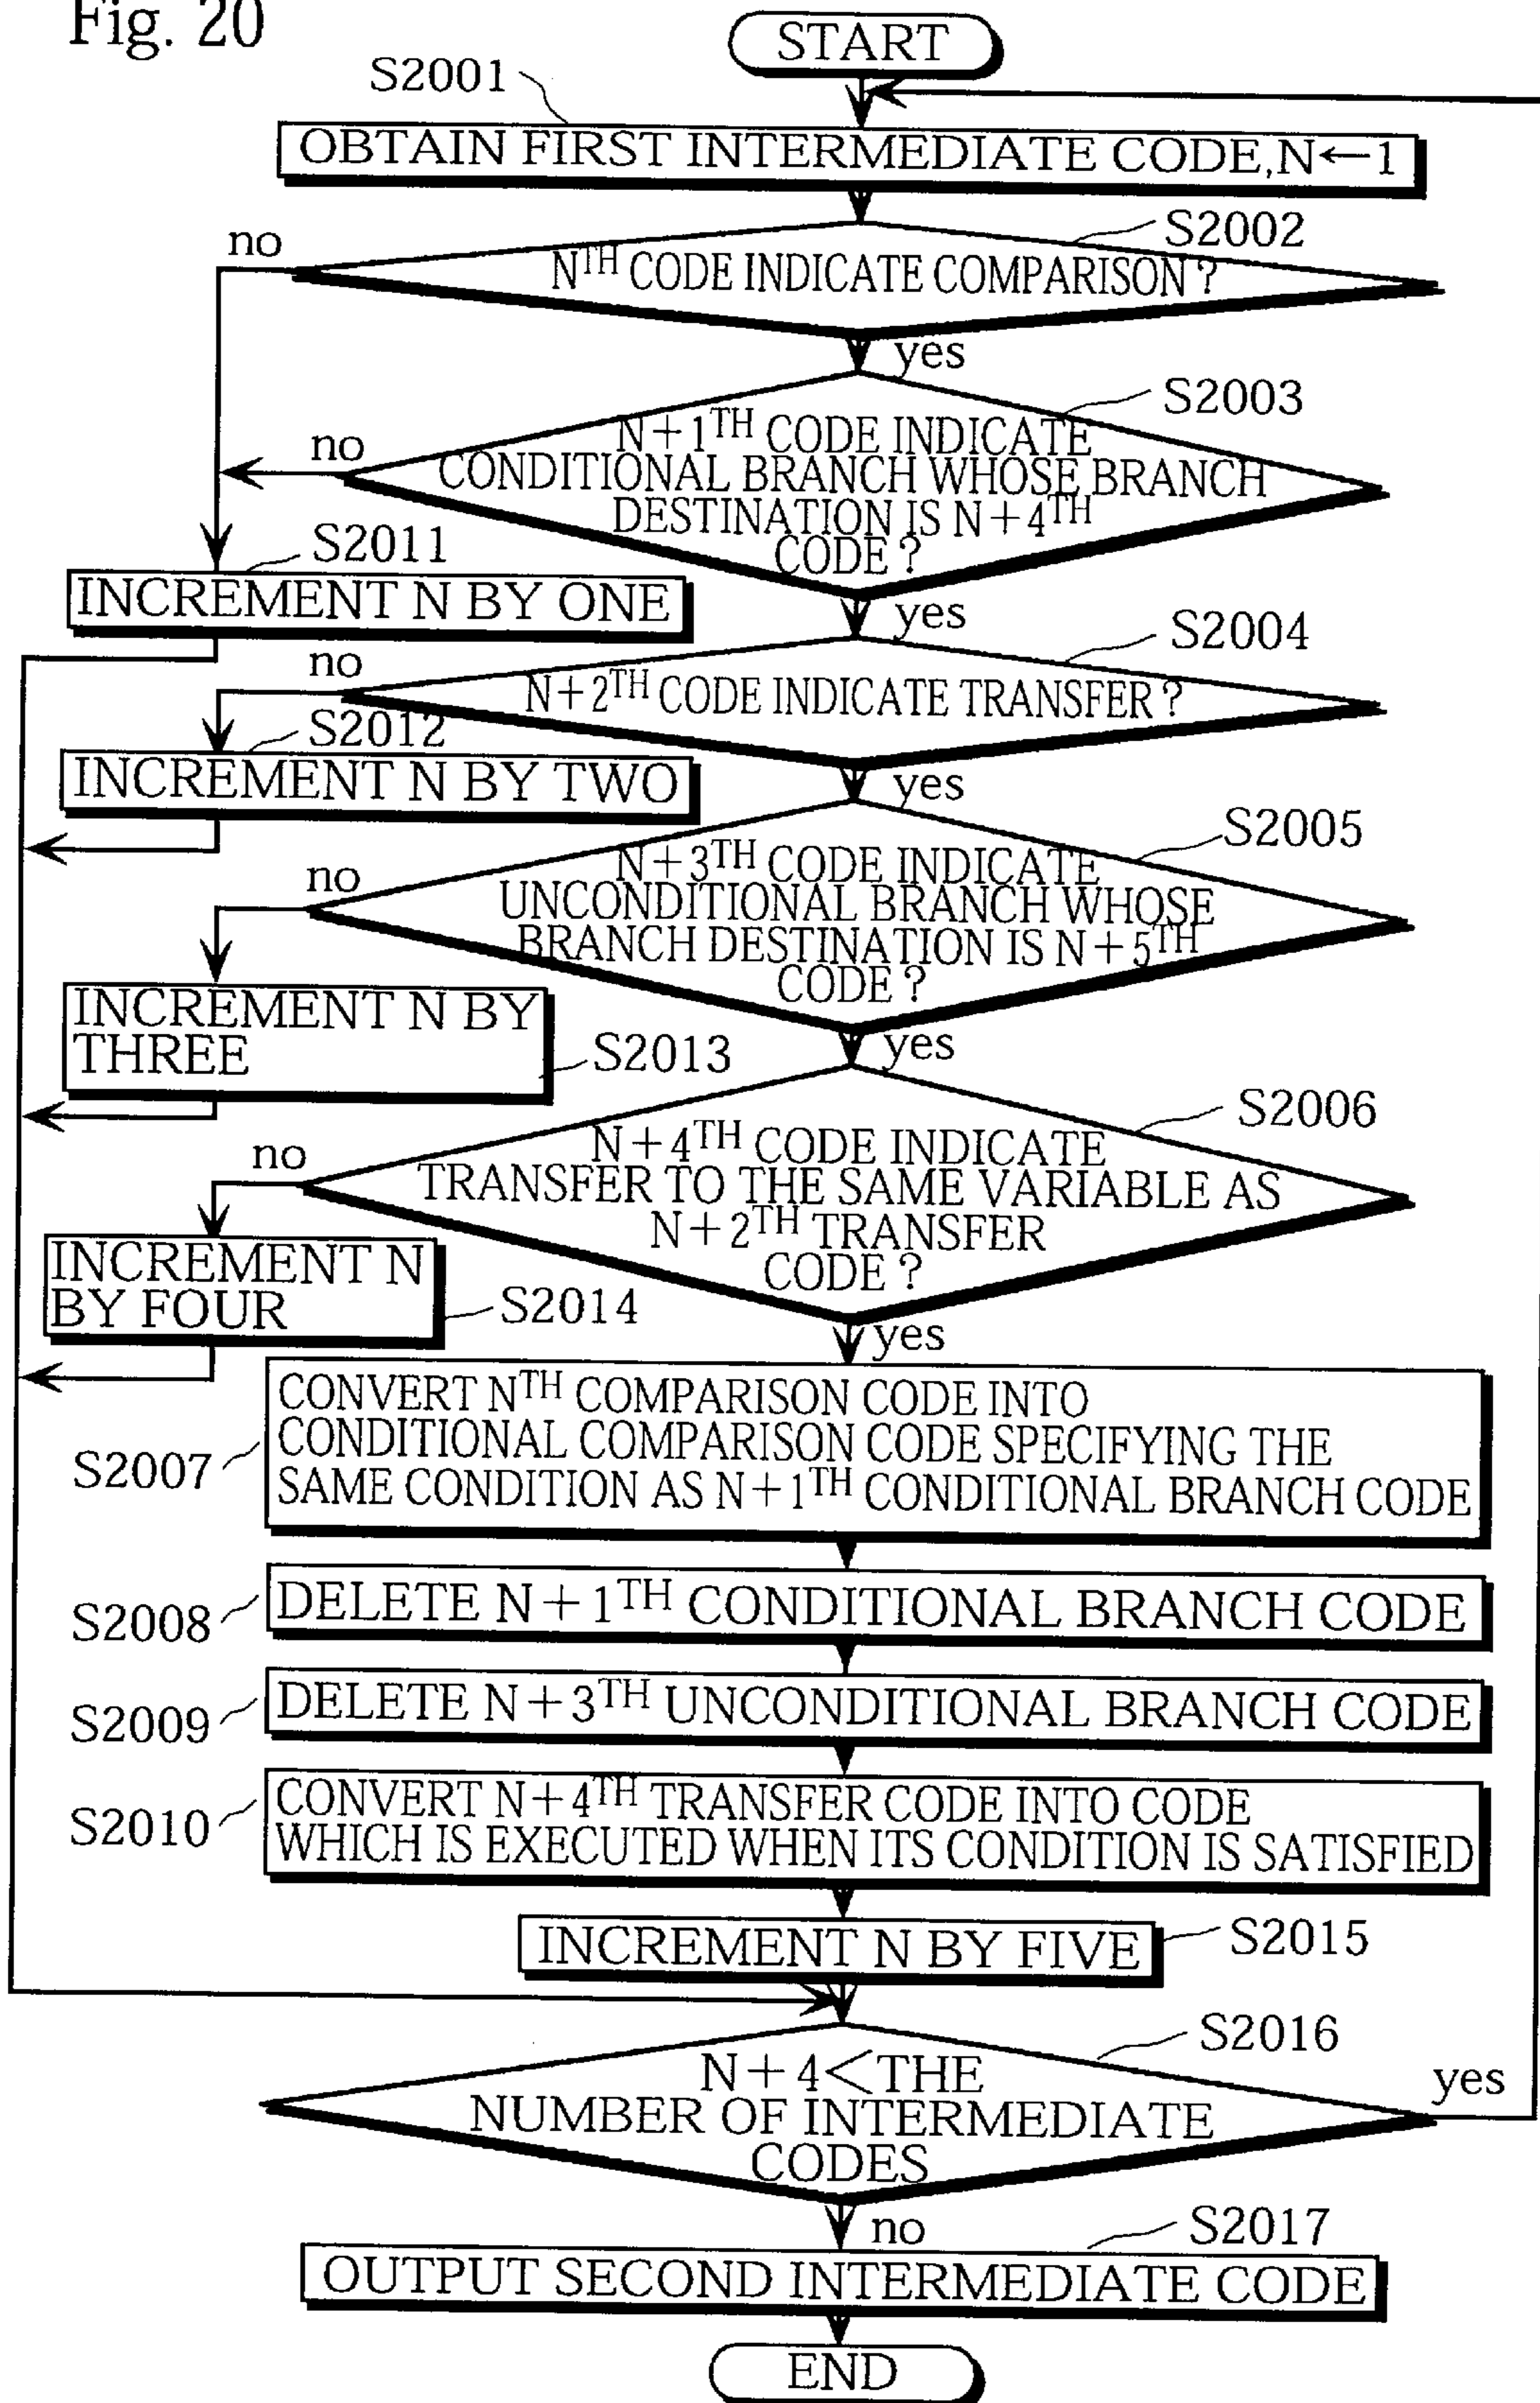 Fig. 20
START
S2001
OBTAIN FIRST INTERMEDIATE CODE,N←1
S2002
no
NTH CODE INDICATE COMPARISON?
yes
S2003
no
N+1TH CODE INDICATE
CONDITIONAL BRANCH WHOSE BRANCH
DESTINATION IS N+4TH
CODE?
S2011
INCREMENT N BY ONE
yes
S2004
no
N+2TH CODE INDICATE TRANSFER?
S2012
INCREMENT N BY TWO
yes
S2005
no
N+3TH CODE INDICATE
UNCONDITIONAL BRANCH WHOSE
BRANCH DESTINATION IS N+5TH
CODE?
INCREMENT N BY
THREE
S2013
yes
S2006
no
N+4TH CODE INDICATE
TRANSFER TO THE SAME VARIABLE AS
N+2TH TRANSFER
CODE?
INCREMENT N
BY FOUR
S2014
yes
S2007
CONVERT NTH COMPARISON CODE INTO
CONDITIONAL COMPARISON CODE SPECIFYING THE
SAME CONDITION AS N+1TH CONDITIONAL BRANCH CODE
S2008
DELETE N+1TH CONDITIONAL BRANCH CODE
S2009
DELETE N+3TH UNCONDITIONAL BRANCH CODE
S2010
CONVERT N+4TH TRANSFER CODE INTO CODE
WHICH IS EXECUTED WHEN ITS CONDITION IS SATISFIED
INCREMENT N BY FIVE
S2015
S2016
N+4<THE
NUMBER OF INTERMEDIATE
CODES
yes
no
S2017
OUTPUT SECOND INTERMEDIATE CODE
END